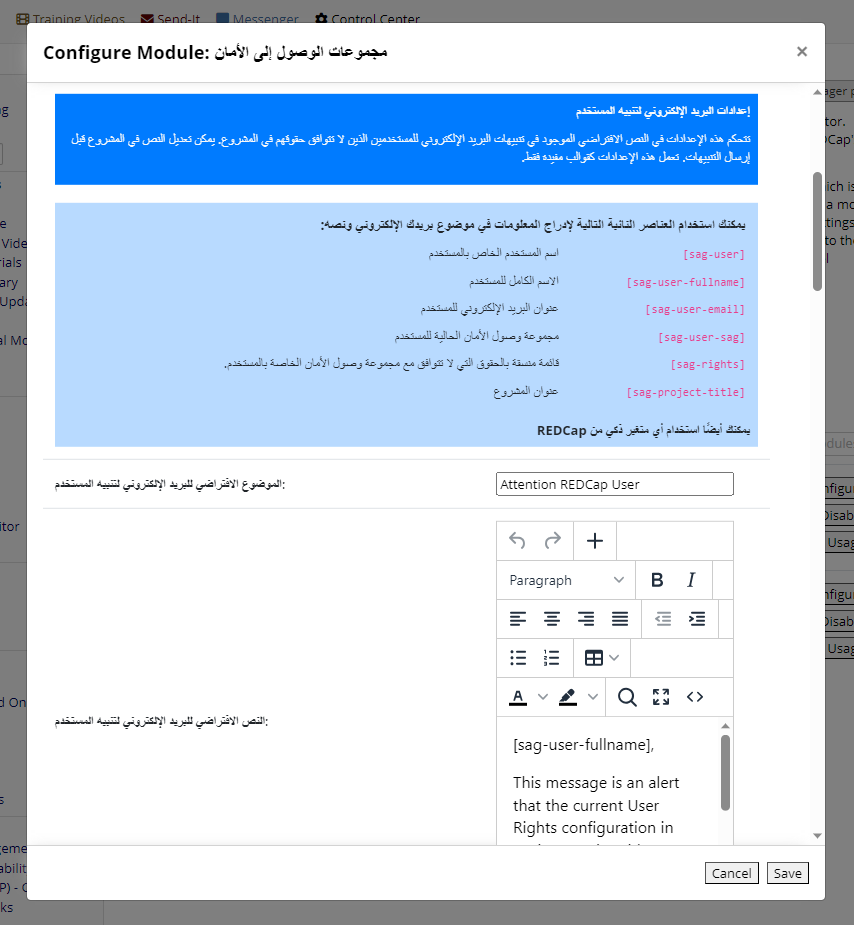 Training Videos Send-It Messenger Control Center
Configure Module: مجموعات الوصول إلى الأمان
×
إعدادات البريد الإلكتروني لتنبيه المستخدم
تتحكم هذه الإعدادات في النص الافتراضي الموجود في تنبيهات البريد الإلكتروني للمستخدمين الذين لا تتوافق حقوقهم في المشروع. يمكن تعديل النص في المشروع قبل
إرسال التنبيهات. تعمل هذه الإعدادات كقوالب مفيدة فقط.
يمكنك استخدام العناصر النائبة التالية لإدراج المعلومات في موضوع بريدك الإلكتروني ونصه:
[sag-user] اسم المستخدم الخاص بالمستخدم
[sag-user-fullname] الاسم الكامل للمستخدم
[sag-user-email] عنوان البريد الإلكتروني للمستخدم
[sag-user-sag] مجموعة وصول الأمان الحالية للمستخدم
[sag-rights] قائمة منسقة بالحقوق التي لا تتوافق مع مجموعة وصول الأمان الخاصة بالمستخدم.
[sag-project-title] عنوان المشروع
يمكنك أيضًا استخدام أي متغير ذكي من REDCap
الموضوع الافتراضي للبريد الإلكتروني لتنبيه المستخدم:
Attention REDCap User
Paragraph
B I
النص الافتراضي للبريد الإلكتروني لتنبيه المستخدم:
[sag-user-fullname],
This message is an alert
that the current User
Rights configuration in
Cancel Save